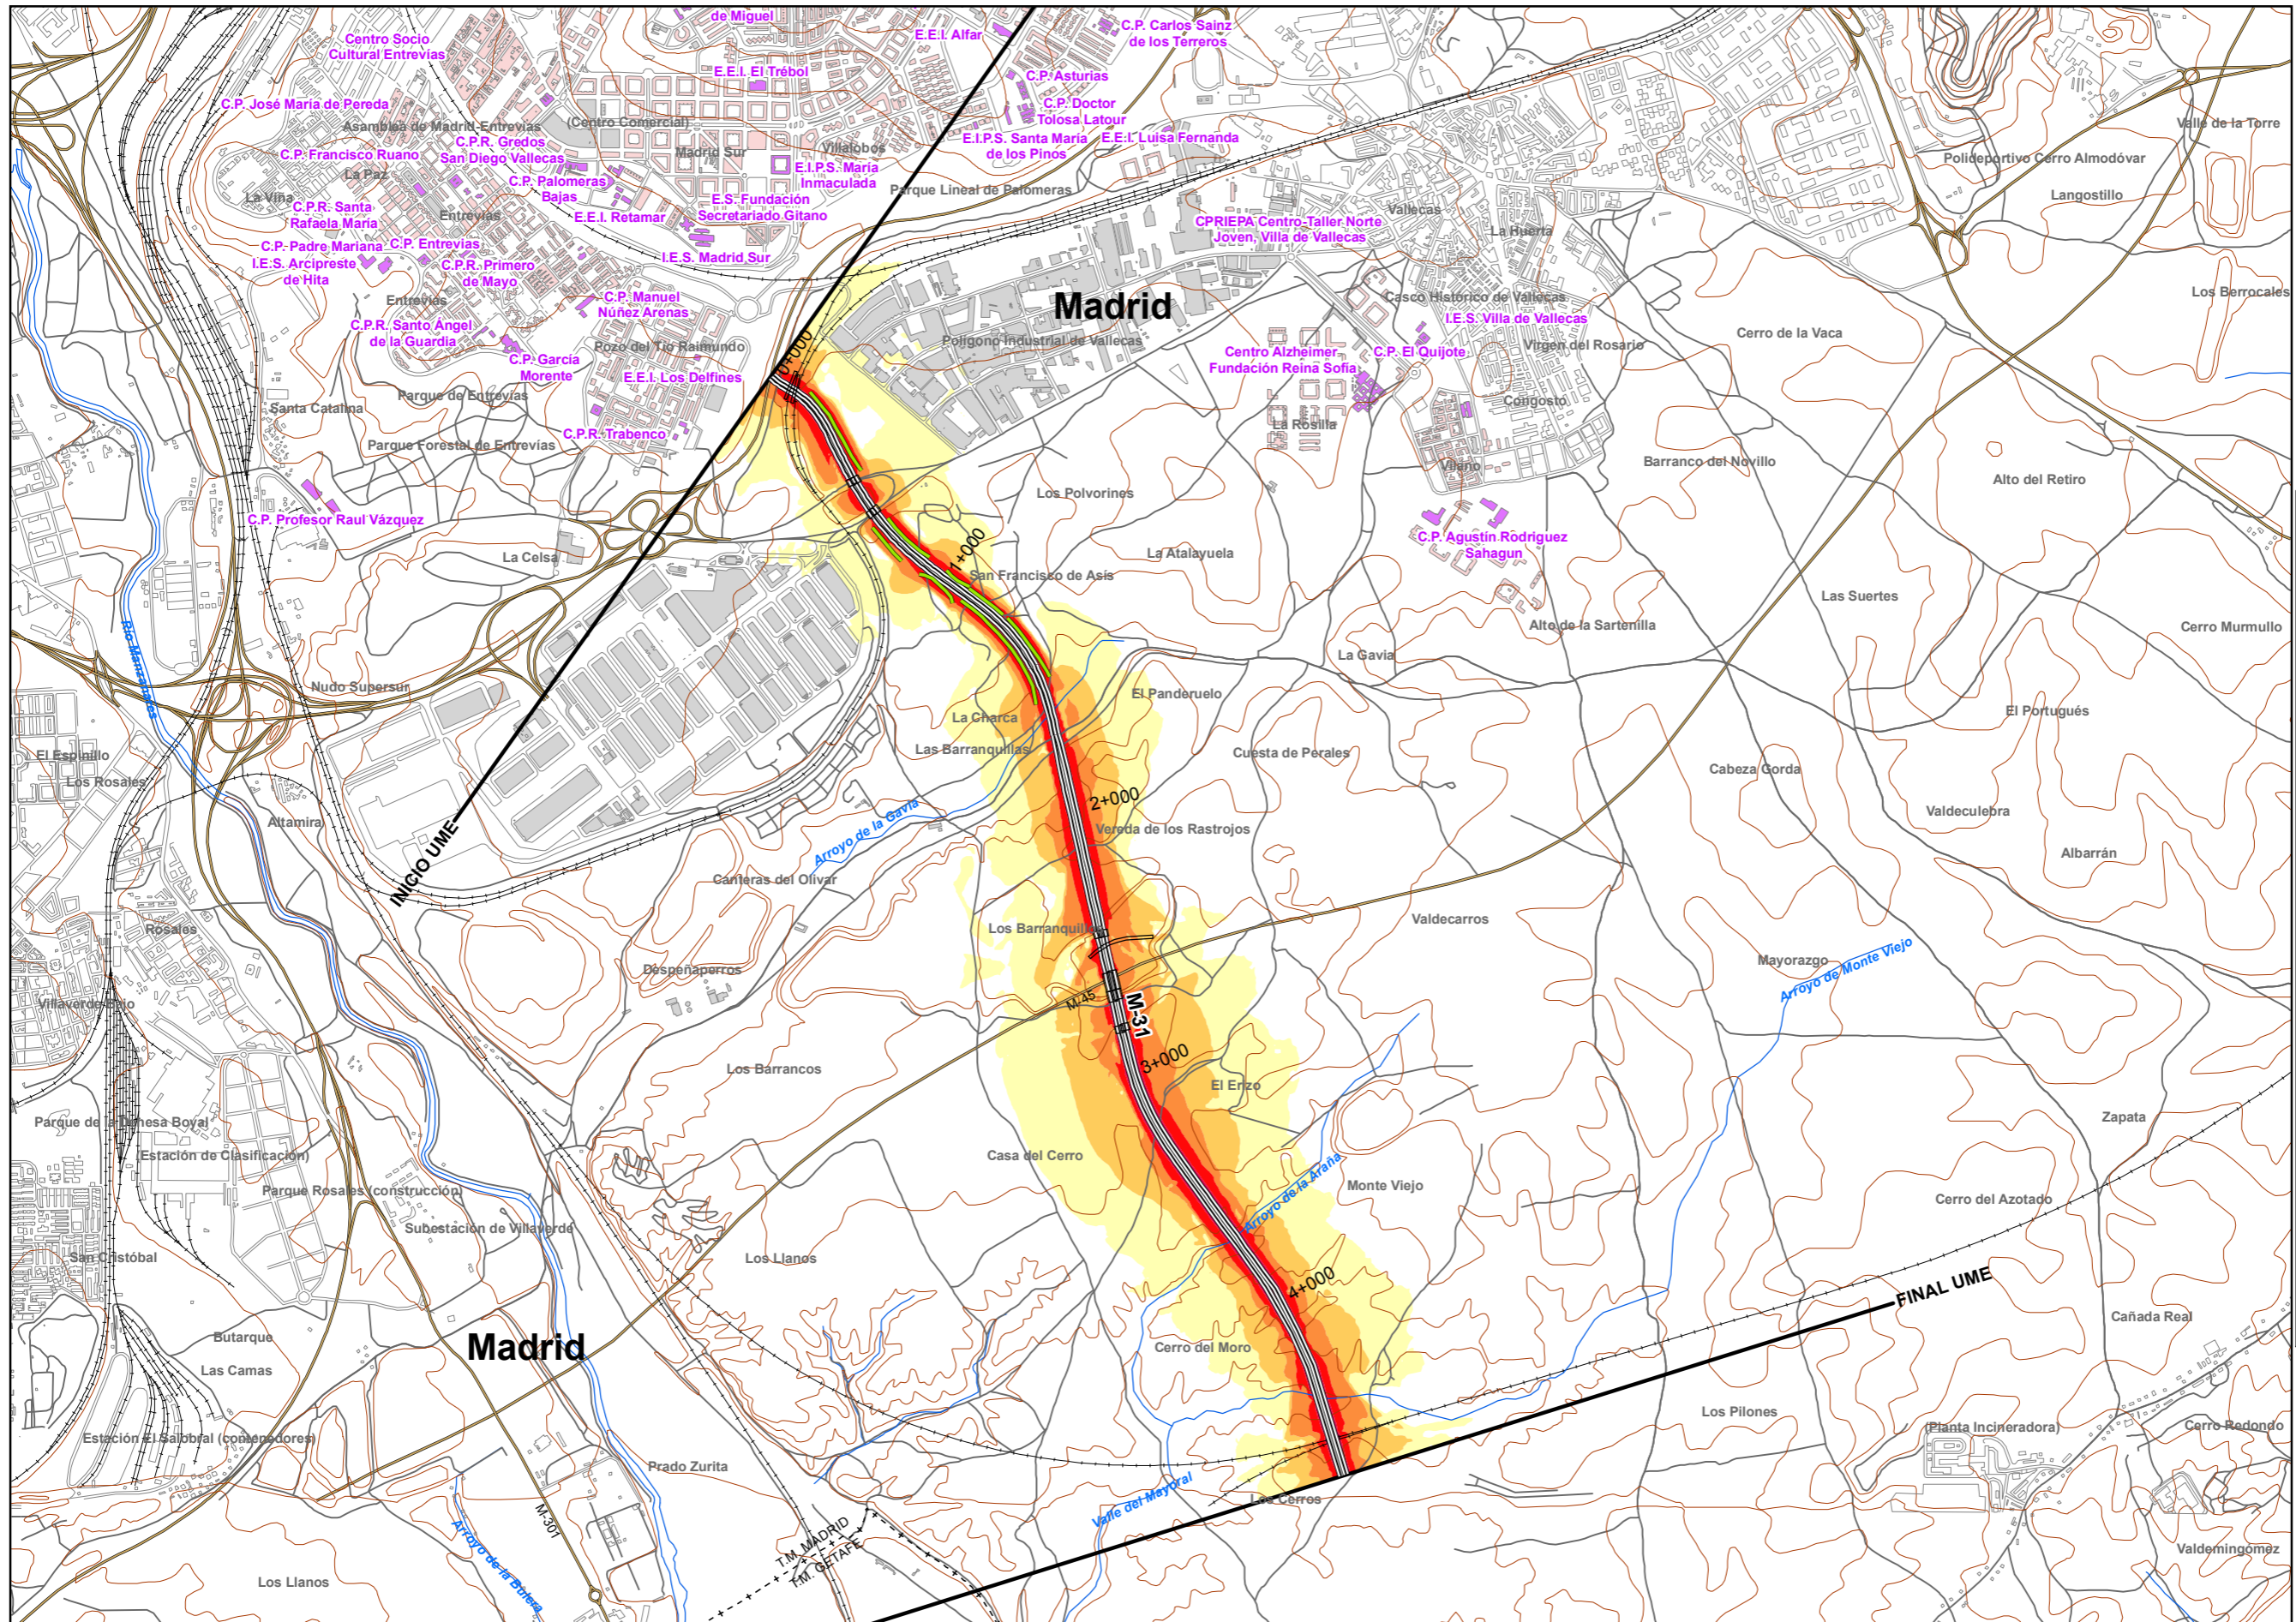 de Miguel
Centro Socio
Cultural Entrevías
E.E.I. Alfar
C.P. Carlos Sainz
de los Terreros
E.E.I. El Trébol
C.P. Asturias
C.P. José María de Pereda
C.P. Doctor
Tolosa Latour
Asamblea de Madrid-Entrevías
(Centro Comercial)
Valle de la Torre
C.P.R. Gredos
San Diego Vallecas
E.I.P.S. Santa María
de los Pinos
E.E.I. Luisa Fernanda
C.P. Francisco Ruano
Madrid Sur
Villalobos
Polideportivo Cerro Almodóvar
La Paz
C.P. Palomeras
Bajas
E.I.P.S. María
Inmaculada
Parque Lineal de Palomeras
Langostillo
La Viña
C.P.R. Santa
Rafaela María
Entrevías
E.E.I. Retamar
E.S. Fundación
Secretariado Gitano
Vallecas
CPRIEPA Centro-Taller Norte
Joven, Villa de Vallecas
La Huerta
C.P. Padre Mariana
C.P. Entrevías
I.E.S. Arcipreste
de Hita
C.P.R. Primero
de Mayo
I.E.S. Madrid Sur
Entrevías
C.P. Manuel
Núñez Arenas
Madrid
Casco Histórico de Vallecas
Los Berrocales
I.E.S. Villa de Vallecas
C.P.R. Santo Ángel
de la Guardia
Pozo del Tío Raimundo
0+000
Polígono Industrial de Vallecas
Cerro de la Vaca
Virgen del Rosario
C.P. García
Morente
Centro Alzheimer
Fundación Reina Sofía
C.P. El Quijote
E.E.I. Los Delfines
Parque de Entrevías
Santa Catalina
Congosto
La Rosilla
C.P.R. Trabenco
Parque Forestal de Entrevías
Vilano
Barranco del Novillo
Alto del Retiro
Los Polvorines
C.P. Profesor Raul Vázquez
C.P. Agustín Rodriguez
Sahagun
La Celsa
1+000
La Atalayuela
San Francisco de Asís
Las Suertes
Río Manzanares
Alto de la Sartenilla
Cerro Murmullo
La Gavia
Nudo Supersur
El Panderuelo
La Charca
El Portugués
Las Barranquillas
Cuesta de Perales
El Espinillo
Los Rosales
Cabeza Gorda
2+000
Altamira
Arroyo de la Gavia
Vereda de los Rastrojos
Valdeculebra
INICIO UME
Canteras del Olivar
Albarrán
Rosales
Los Barranquillos
Valdecarros
Despeñaperros
Mayorazgo
Arroyo de Monte Viejo
Villaverde Bajo
M-45
M-31
3+000
Los Barrancos
El Erizo
Parque de la Dehesa Boyal
Zapata
(Estación de Clasificación)
Casa del Cerro
Arroyo de la Araña
Monte Viejo
Parque Rosales (construcción)
Cerro del Azotado
Subestación de Villaverde
San Cristóbal
Los Llanos
4+000
FINAL UME
Butarque
Madrid
Cerro del Moro
Cañada Real
Las Camas
Los Pilones
(Planta Incineradora)
Cerro Redondo
Estación El Salobral (contenedores)
Prado Zurita
Valle del Mayoral
Los Cerros
M-301
T.M. MADRID
T.M. GETAFE
Arroyo de la Bulera
Valdemingómez
Los Llanos